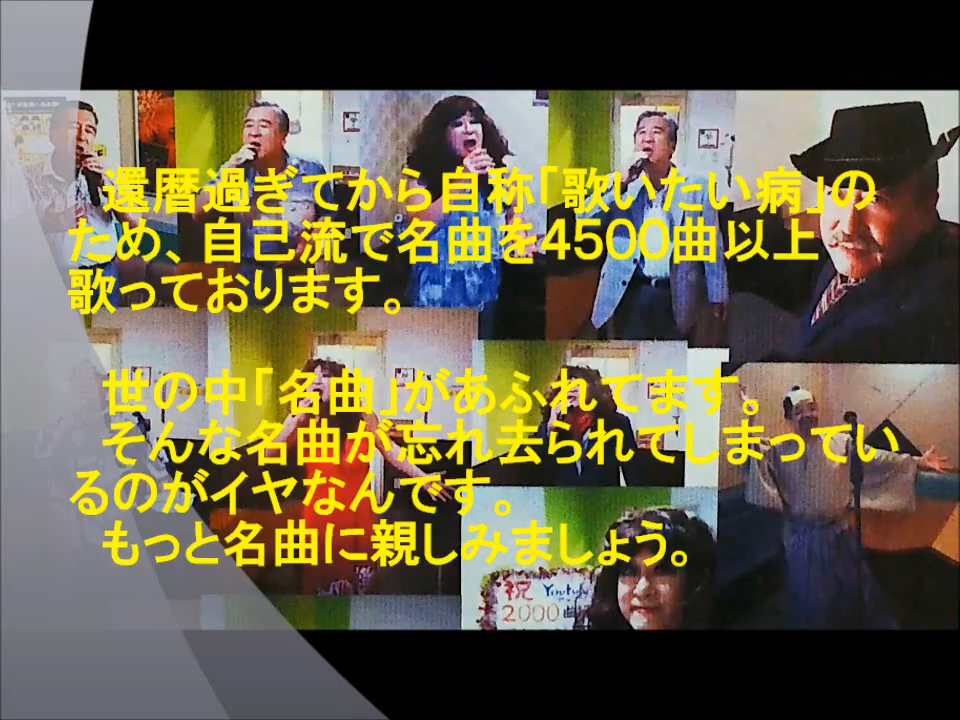 還暦過ぎてから自称「歌いたい病」の
ため、自己流で名曲を4500曲以上
歌っております。
世の中「名曲」があふれてます。
そんな名曲が忘れ去られてしまってい
るのがイヤなんです。
もっと名曲に親しみましょう。
祝 Youtube
2000曲